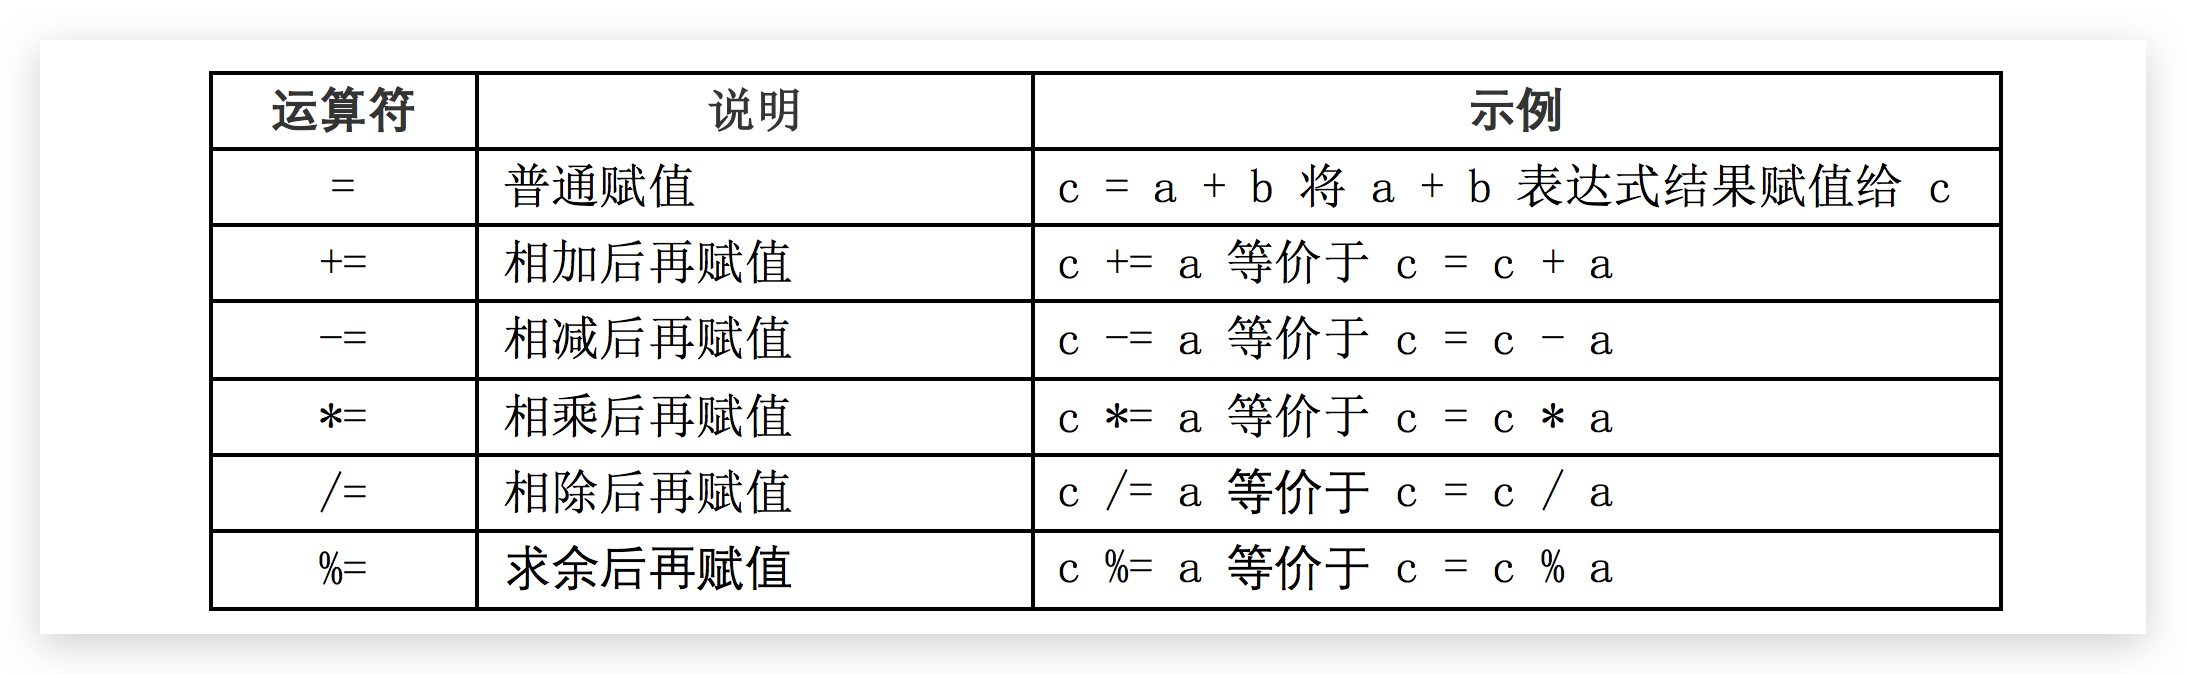 运算符 说明 示例
= 普通赋值 c = a + b 将 a + b 表达式结果赋值给 c
+= 相加后再赋值 c += a 等价于 c = c + a
-= 相减后再赋值 c -= a 等价于 c = c - a
*= 相乘后再赋值 c *= a 等价于 c = c * a
/= 相除后再赋值 c /= a 等价于 c = c / a
%= 求余后再赋值 c %= a 等价于 c = c % a